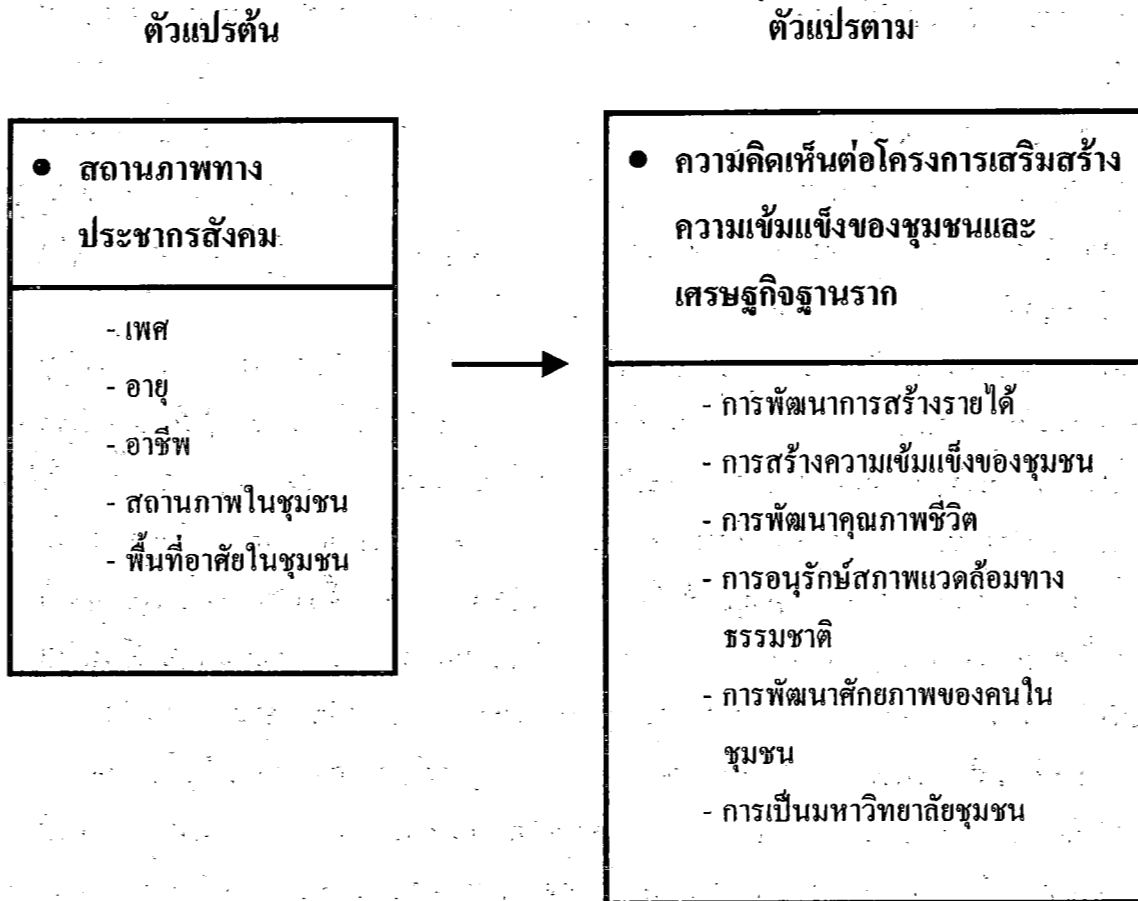 ตัวแปรต้น
ตัวแปรตาม
● สถานภาพทาง
ประชากรสังคม
- เพศ
- อายุ
- อาชีพ
- สถานภาพในชุมชน
- พื้นที่อาศัยในชุมชน
● ความคิดเห็นต่อโครงการเสริมสร้าง
ความเข้มแข็งของชุมชนและ
เศรษฐกิจฐานราก
- การพัฒนาการสร้างรายได้
- การสร้างความเข้มแข็งของชุมชน
- การพัฒนาคุณภาพชีวิต
- การอนุรักษ์สภาพแวดล้อมทาง
ธรรมชาติ
- การพัฒนาศักยภาพของคนใน
ชุมชน
- การเป็นมหาวิทยาลัยชุมชน